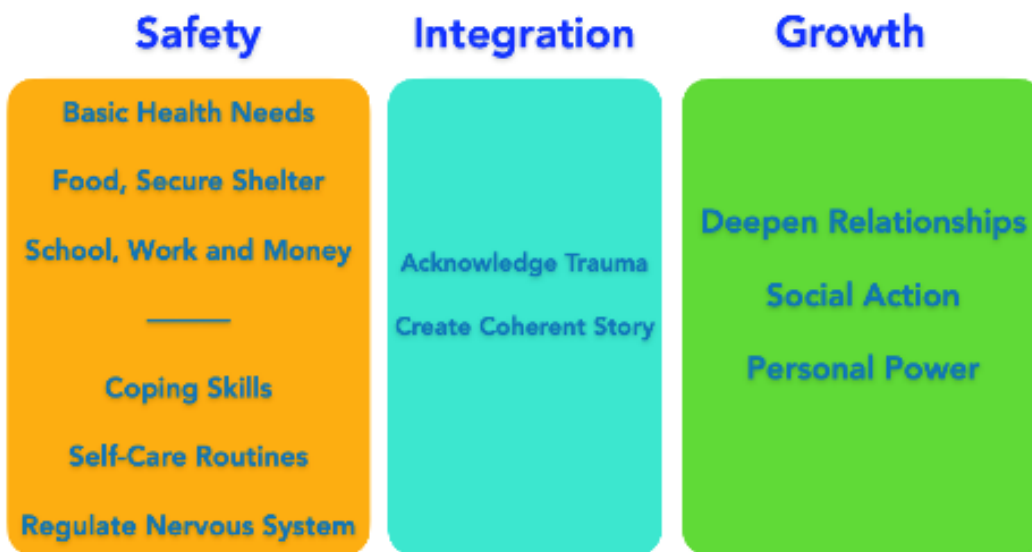 Safety
Basic Health Needs
Food, Secure Shelter
School, Work and Money
Coping Skills
Self-Care Routines
Regulate Nervous System
Integration
Acknowledge Trauma
Create Coherent Story
Growth
Deepen Relationships
Social Action
Personal Power